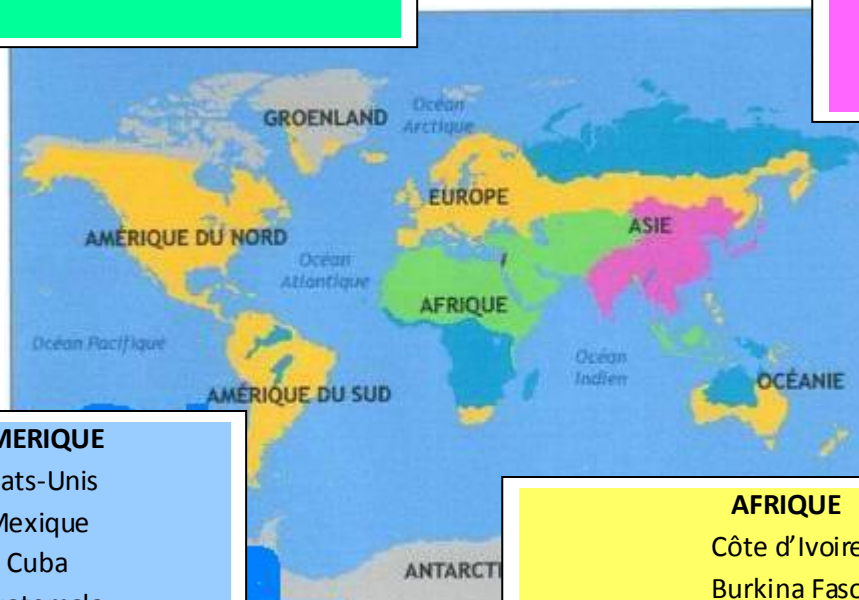 GROENLAND
Océan
Arctique
EUROPE
ASIE
AMÉRIQUE DU NORD
Océan
Atlantique
AFRIQUE
Océan Pacifique
Océan
Indien
OCÉANIE
AMÉRIQUE DU SUD
MERIQUE
ats-Unis
Mexique
Cuba
ANTARCTI
AFRIQUE
Côte d’Ivoire
Burkina Faso